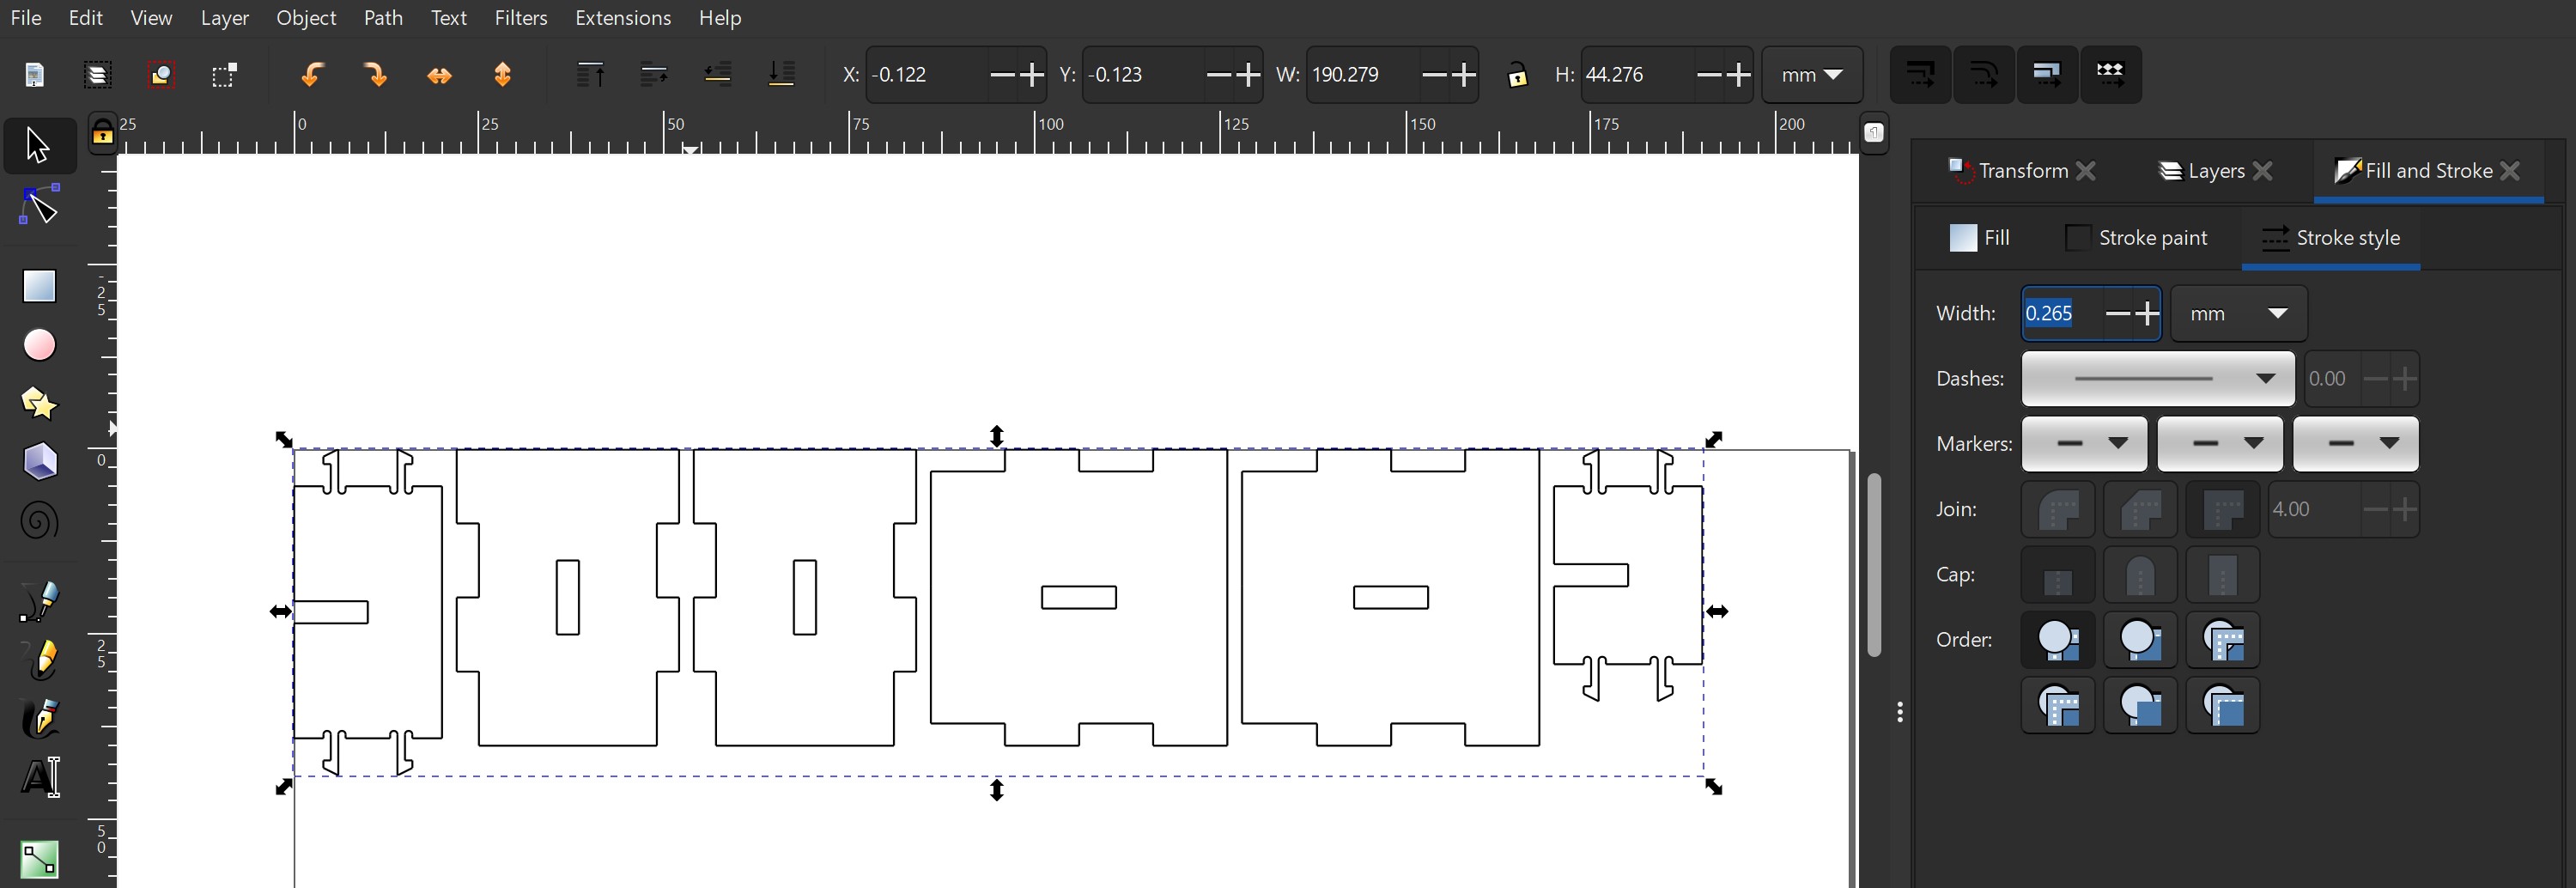 File Edit View Layer Object Path Text Filters Extensions Help
X: -0.122 Y: -0.123 W: 190.279 H: 44.276 mm
25 0 25 50 75 100 125 150 175 200 1
Transform Layers Fill and Stroke
Fill Stroke paint Stroke style
Width: 0.265 mm
Dashes: 0.00
Markers:
Join: 4.00
Cap:
Order:
-25
0
25
50